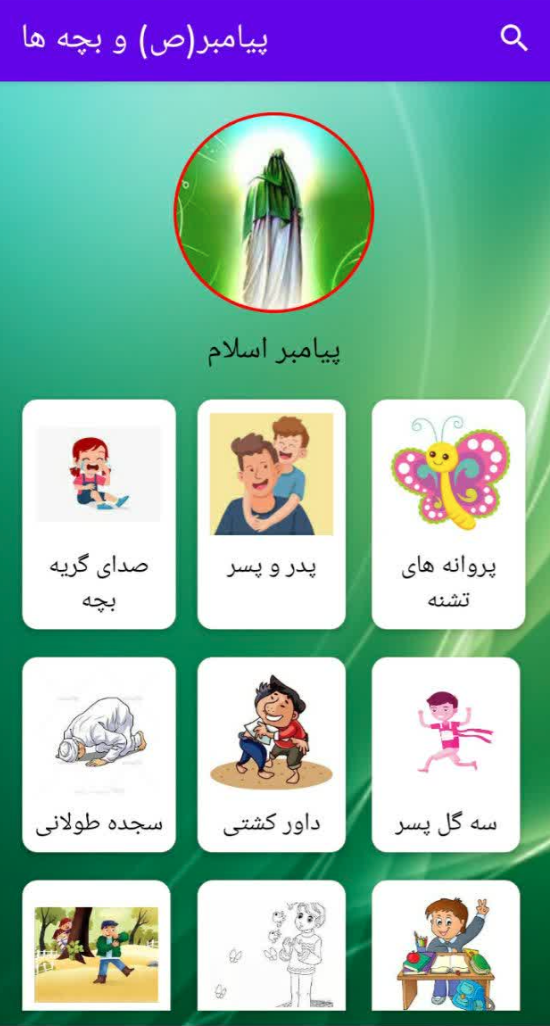 پیامبر(ص) و بچه ها
پیامبر اسلام
پروانه های
تشنه
پدر و پسر
صدای گریه
بچه
سه گل پسر
داور کشتی
سجده طولانی